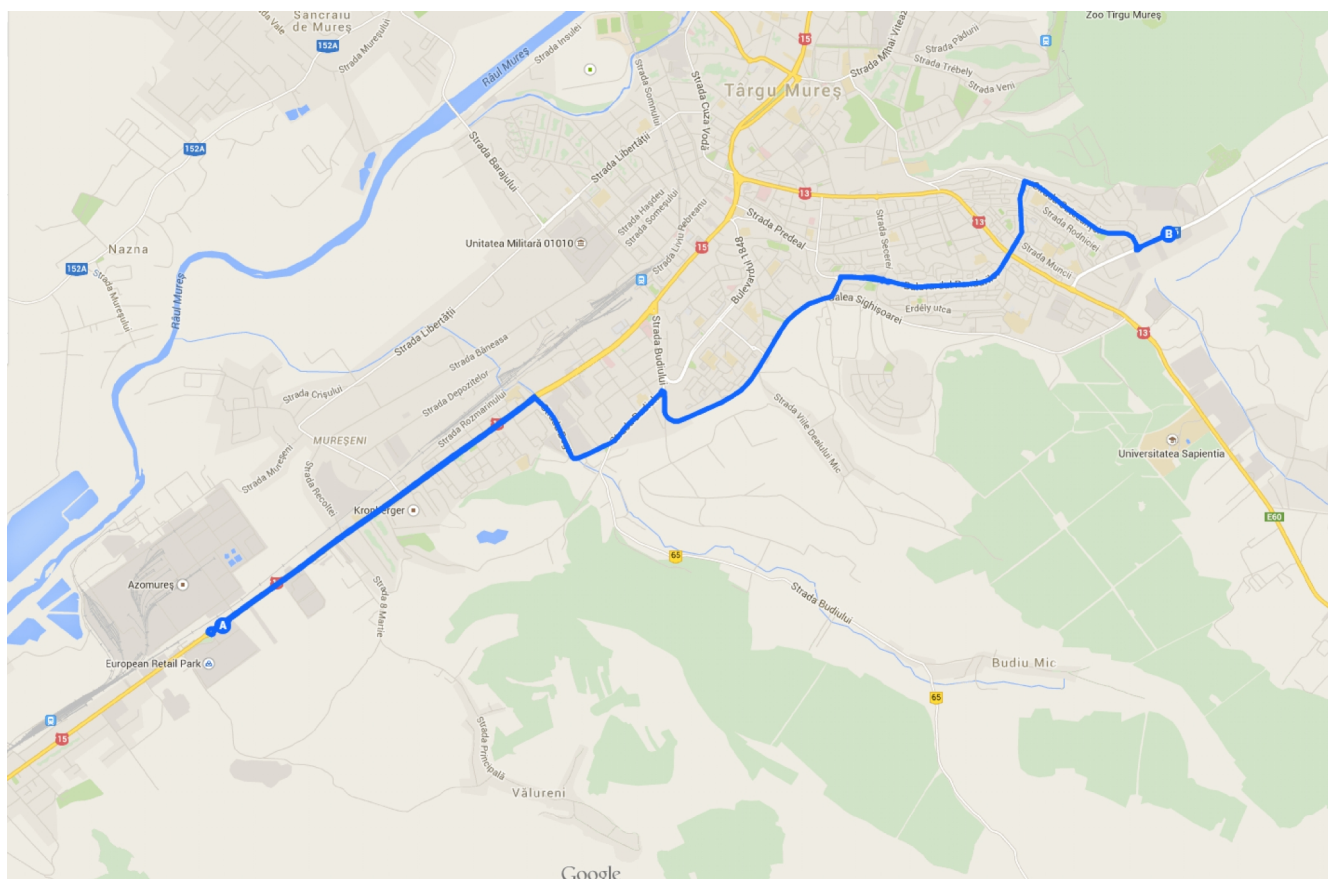 Zoo Tîrgu Mureș
Sâncraiu
de Mureș
Strada Vale
152A
Strada Mureșului
Râul Mureș
Strada Insulei
Strada Somnului
Strada Cuza Vodă
15
Strada Mihai Viteaz
Strada Pădurii
Strada Trébely
Strada Veni
Târgu Mureș
152A
Strada Barajului
Strada Libertății
Strada Hașdeu
Strada Someșului
Strada Liviu Rebreanu
13
Strada Predeal
Strada Secerei
13
Strada Rodniciei
Strada Muncii
B
Nazna
Unitatea Militară 01010
15
Bulevardul 1848
152A
Strada Mureșului
Râul Mureș
Calea Sighișoarei
Erdély utca
13
Strada Libertății
Strada Băneasa
Strada Budiului
Strada Crișului
Strada Depozitelor
Strada Rozmarinului
MUREȘENI
Strada Mureșeni
Strada Recoltei
Strada Viile Dealului Mic
Universitatea Sapientia
Kronberger
E60
65
Azomureș
Strada 8 Martie
Strada Budiului
A
European Retail Park
Budiu Mic
65
15
Strada Principală
Vălureni
Google